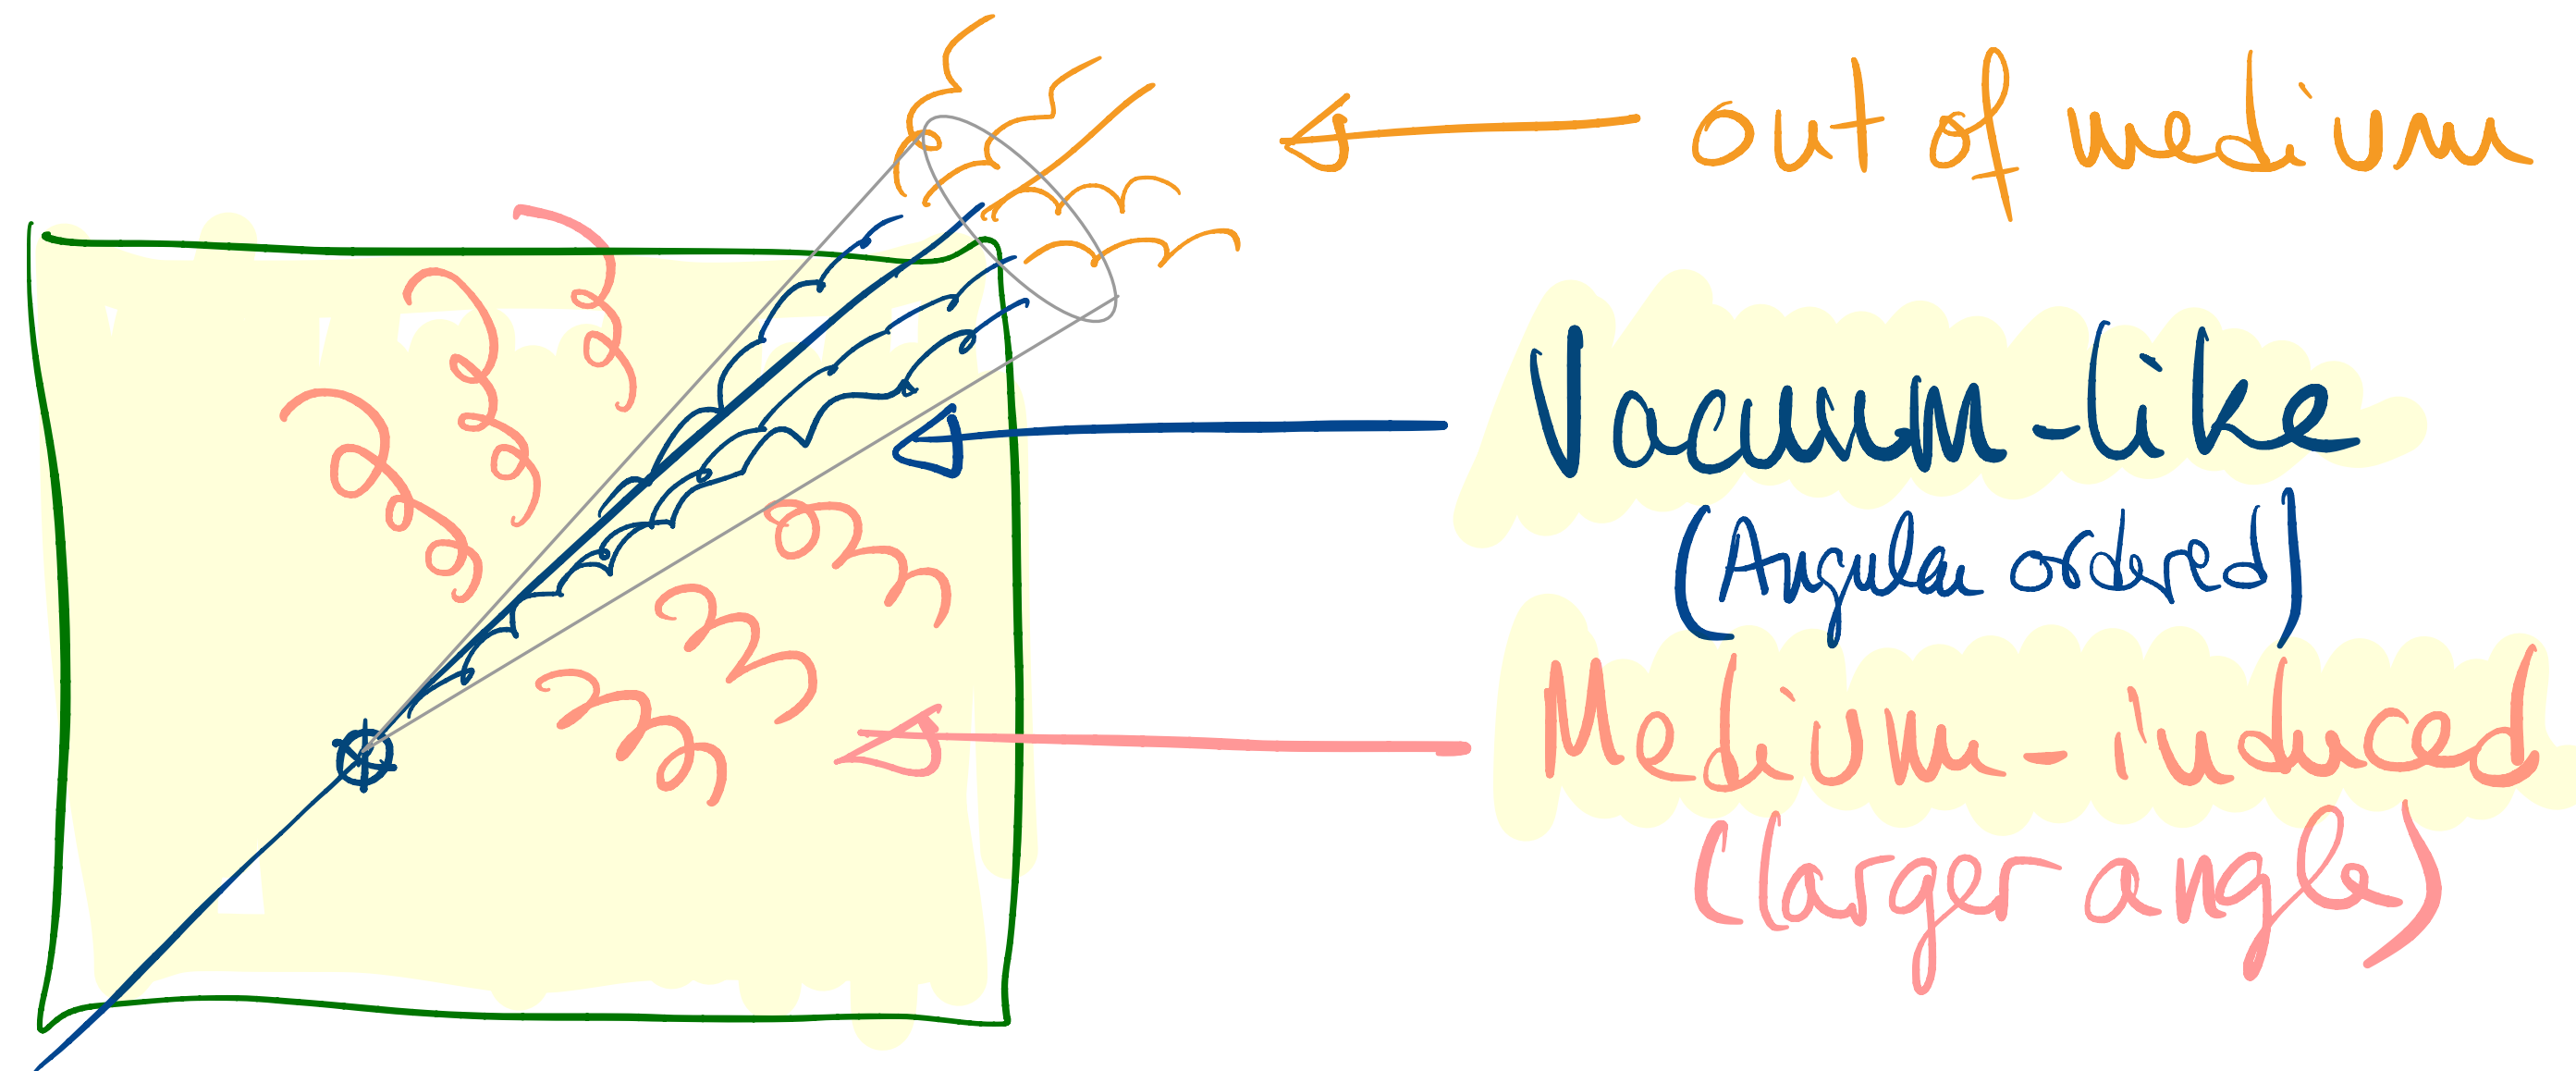 out of medium
Vacuum-like
(Angular ordered)
Medium-induced
(larger angle)